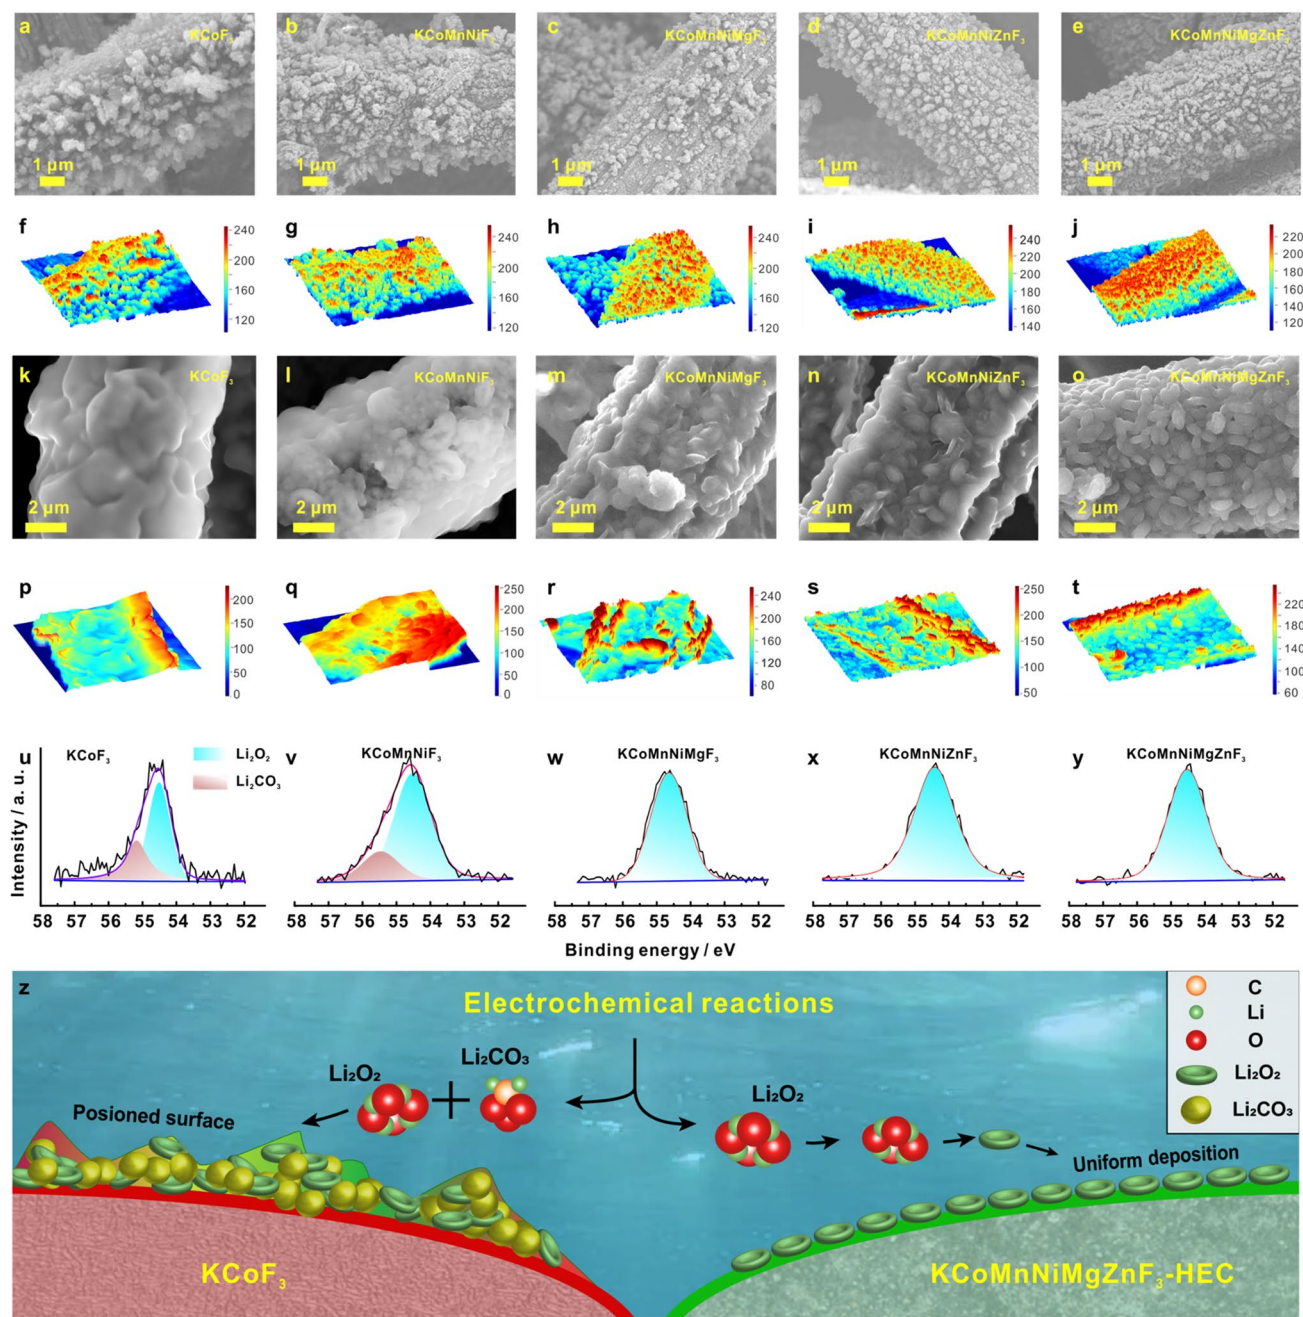 a KCoF₃
b KCoMnNiF₃
c KCoMnNiMgF₃
d KCoMnNiZnF₃
e KCoMnNiMgZnF₃
1 μm
1 μm
1 μm
1 μm
1 μm
f
240
200
160
120
g
240
200
160
120
h
240
200
160
120
i
240
220
200
180
160
140
j
220
200
180
160
140
120
k KCoF₃
l KCoMnNiF₃
m KCoMnNiMgF₃
n KCoMnNiZnF₃
o KCoMnNiMgZnF₃
2 μm
2 μm
2 μm
2 μm
2 μm
p
200
150
100
50
0
q
250
200
150
100
50
0
r
240
200
160
120
80
s
250
200
150
100
50
t
220
180
140
100
60
Intensity / a. u.
u KCoF₃
Li₂O₂
Li₂CO₃
v KCoMnNiF₃
w KCoMnNiMgF₃
x KCoMnNiZnF₃
y KCoMnNiMgZnF₃
58 57 56 55 54 53 52
58 57 56 55 54 53 52
58 57 56 55 54 53 52
58 57 56 55 54 53 52
58 57 56 55 54 53 52
Binding energy / eV
z
Electrochemical reactions
Li₂CO₃
Li₂O₂
Posioned surface
Li₂O₂
Uniform deposition
C
Li
O
Li₂O₂
Li₂CO₃
KCoF₃
KCoMnNiMgZnF₃-HEC